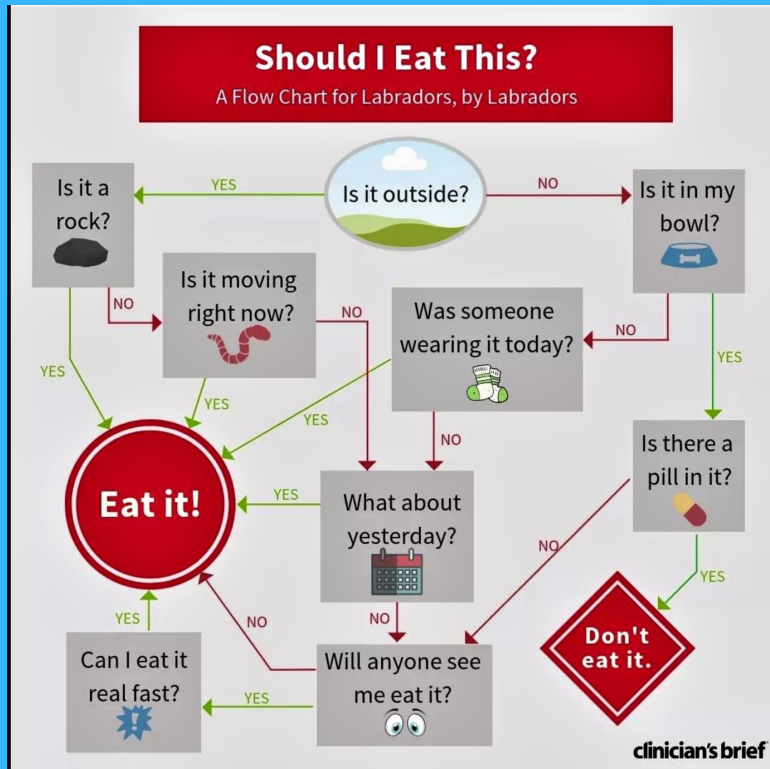 Should I Eat This?
A Flow Chart for Labradors, by Labradors
Is it outside?
YES
NO
Is it a
rock?
Is it in my
bowl?
NO
Is it moving
right now?
NO
Was someone
wearing it today?
NO
YES
YES
YES
YES
NO
Is there a
pill in it?
Eat it!
YES
What about
yesterday?
NO
YES
Don't
eat it.
NO
YES
NO
Can I eat it
real fast?
Will anyone see
me eat it?
YES
clinician's brief